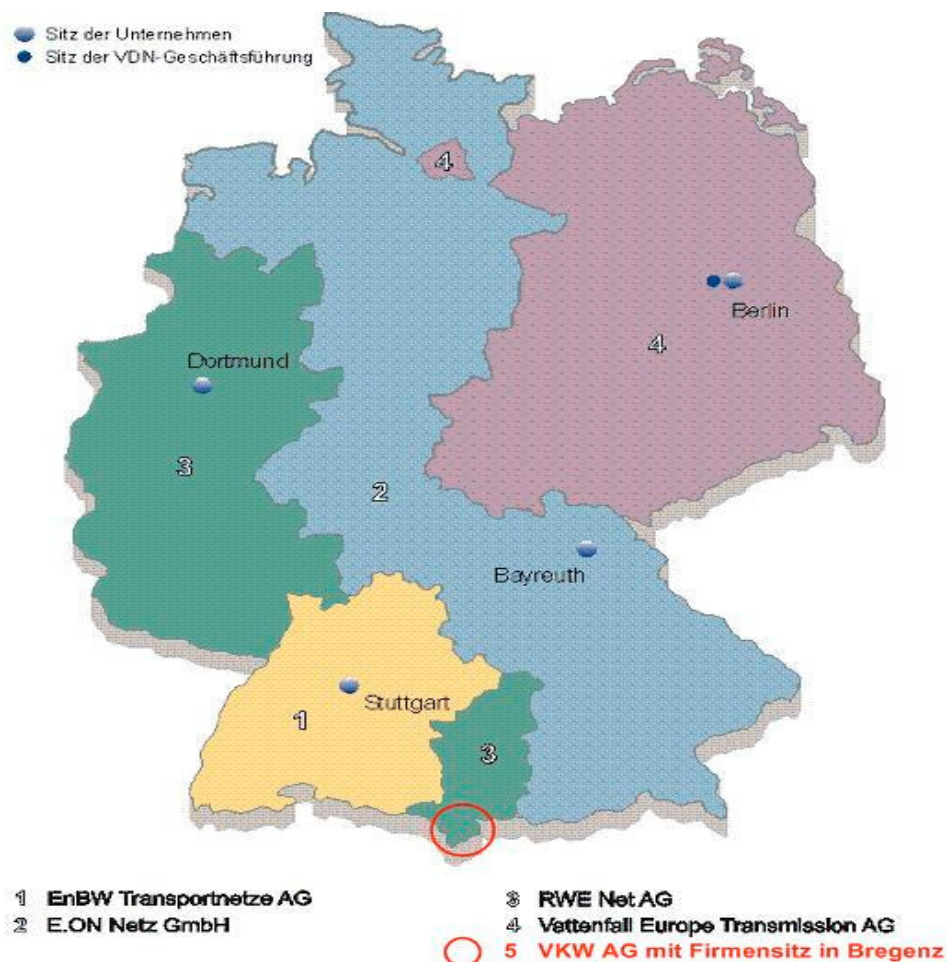 Sitz der Unternehmen
Sitz der VDN-Geschäftsführung
4
Berlin
4
Dortmund
3
2
Bayreuth
Stuttgart
1
3
1 EnBW Transportnetze AG
2 E.ON Netz GmbH
3 RWE Net AG
4 Vattenfall Europe Transmission AG
5 VKW AG mit Firmensitz in Bregenz